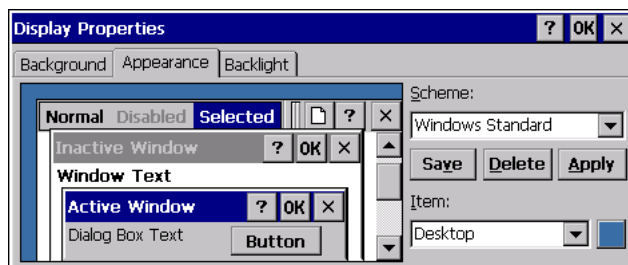 Display Properties ? OK ×
Background Appearance Backlight
Scheme:
Normal Disabled Selected ? ×
Windows Standard
Inactive Window ? OK ×
Save Delete Apply
Window Text
Active Window ? OK ×
Item:
Dialog Box Text Button
Desktop